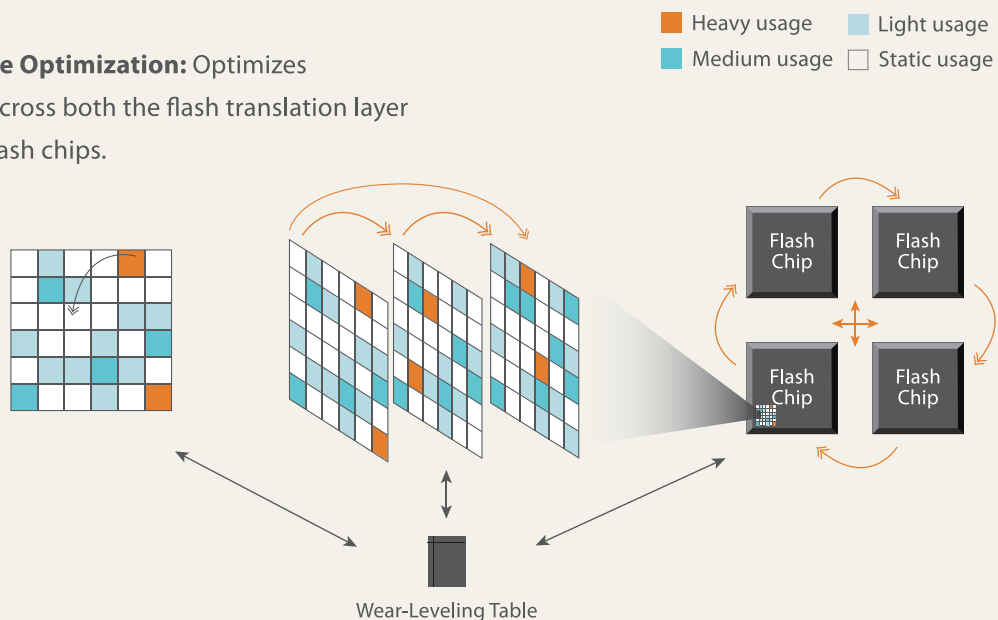 Heavy usage
Light usage
Medium usage
Static usage
e Optimization: Optimizes
cross both the flash translation layer
ash chips.
Flash
Chip
Flash
Chip
Flash
Chip
Flash
Chip
Wear-Leveling Table